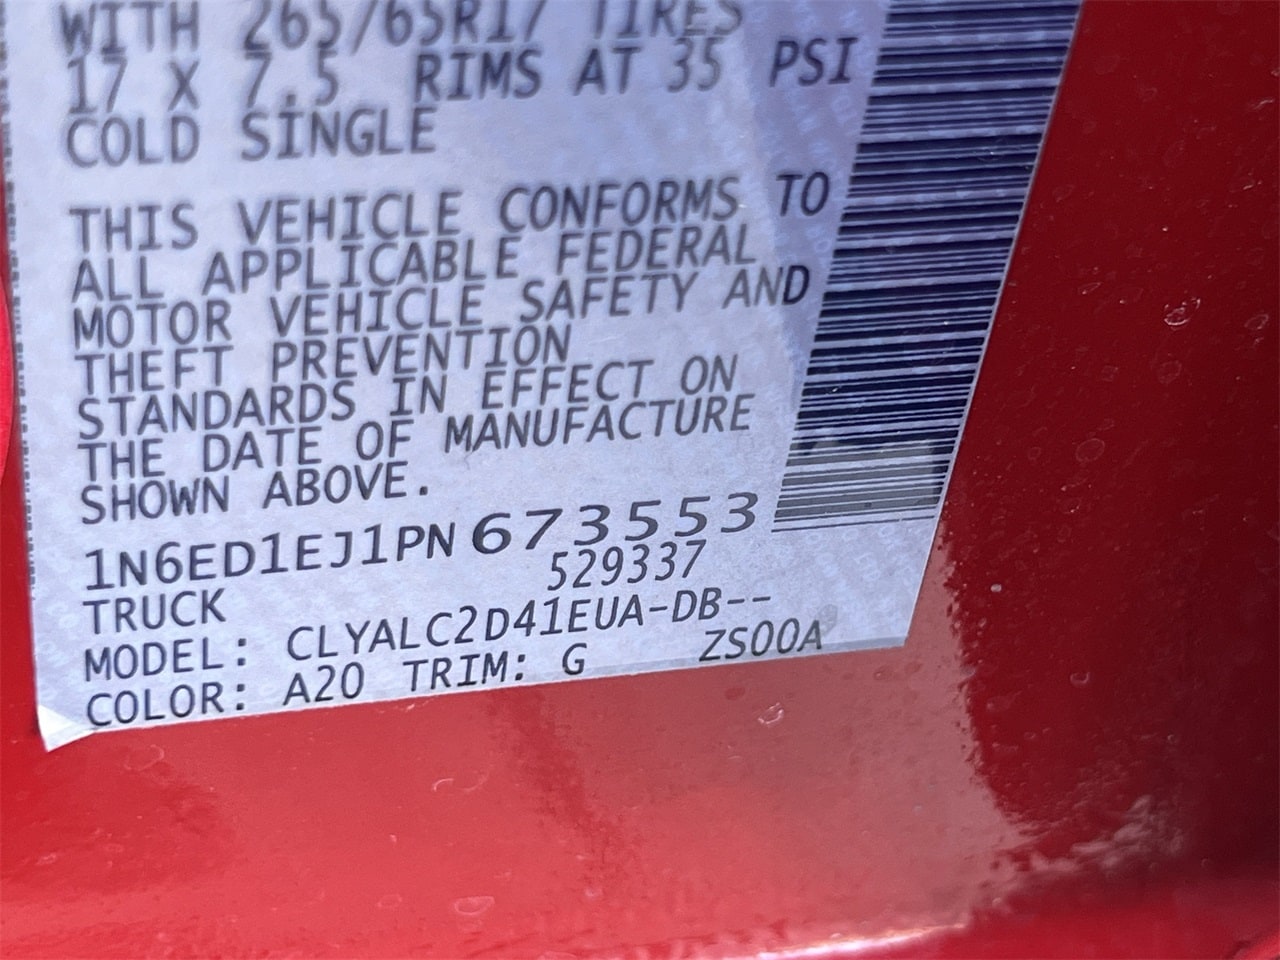 WITH 265/65R17 TIRES
17 X 7.5 RIMS AT 35 PSI
COLD SINGLE
THIS VEHICLE CONFORMS TO
ALL APPLICABLE FEDERAL
MOTOR VEHICLE SAFETY AND
THEFT PREVENTION
STANDARDS IN EFFECT ON
THE DATE OF MANUFACTURE
SHOWN ABOVE.
1N6ED1EJ1PN673553
529337
TRUCK
MODEL: CLYALC2D41EUA-DB--
COLOR: A20 TRIM: G ZS00A